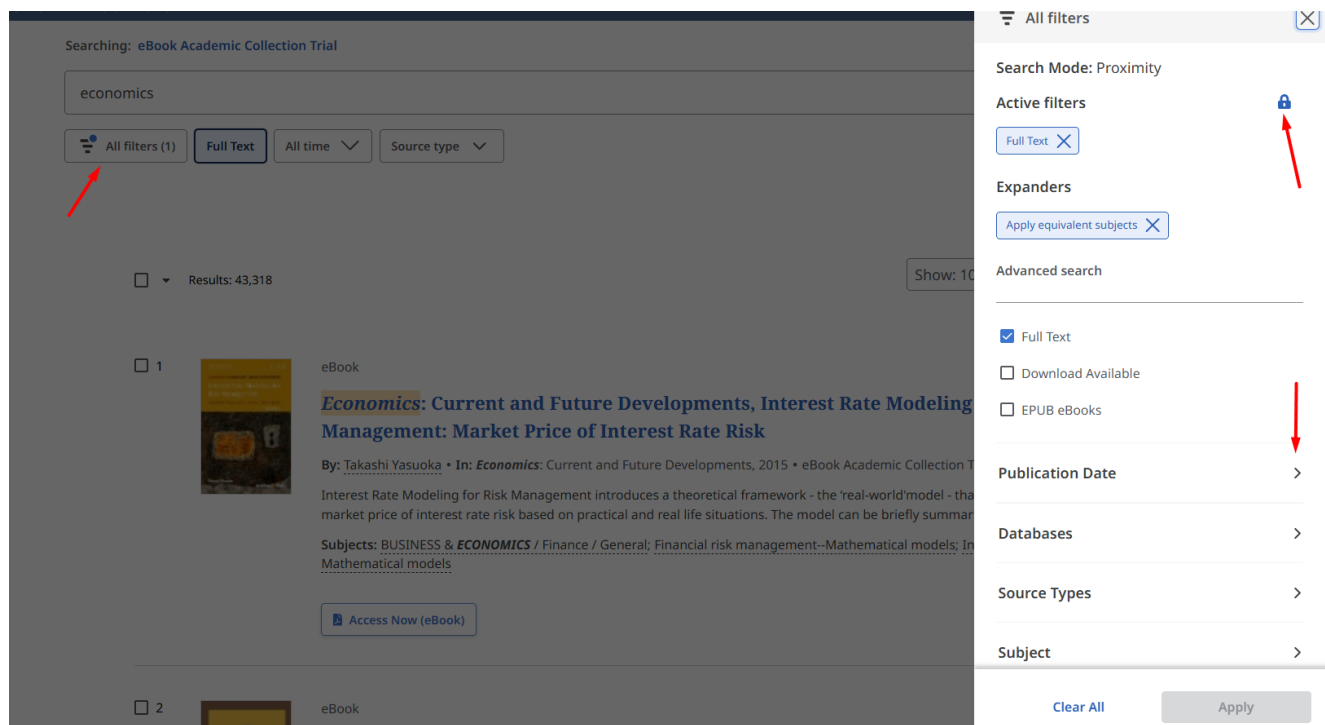 Searching: eBook Academic Collection Trial
economics
All filters (1)
Full Text
All time
Source type
Results: 43,318
Show: 10
1
eBook
Economics: Current and Future Developments, Interest Rate Modeling
Management: Market Price of Interest Rate Risk
By: Takashi Yasuoka • In: Economics: Current and Future Developments, 2015 • eBook Academic Collection T
Interest Rate Modeling for Risk Management introduces a theoretical framework - the 'real-world'model - tha
market price of interest rate risk based on practical and real life situations. The model can be briefly summar
Subjects: BUSINESS & ECONOMICS / Finance / General; Financial risk management--Mathematical models; In
Mathematical models
Access Now (eBook)
2
eBook
All filters
Search Mode: Proximity
Active filters
Full Text
Expanders
Apply equivalent subjects
Advanced search
Full Text
Download Available
EPUB eBooks
Publication Date
Databases
Source Types
Subject
Clear All
Apply